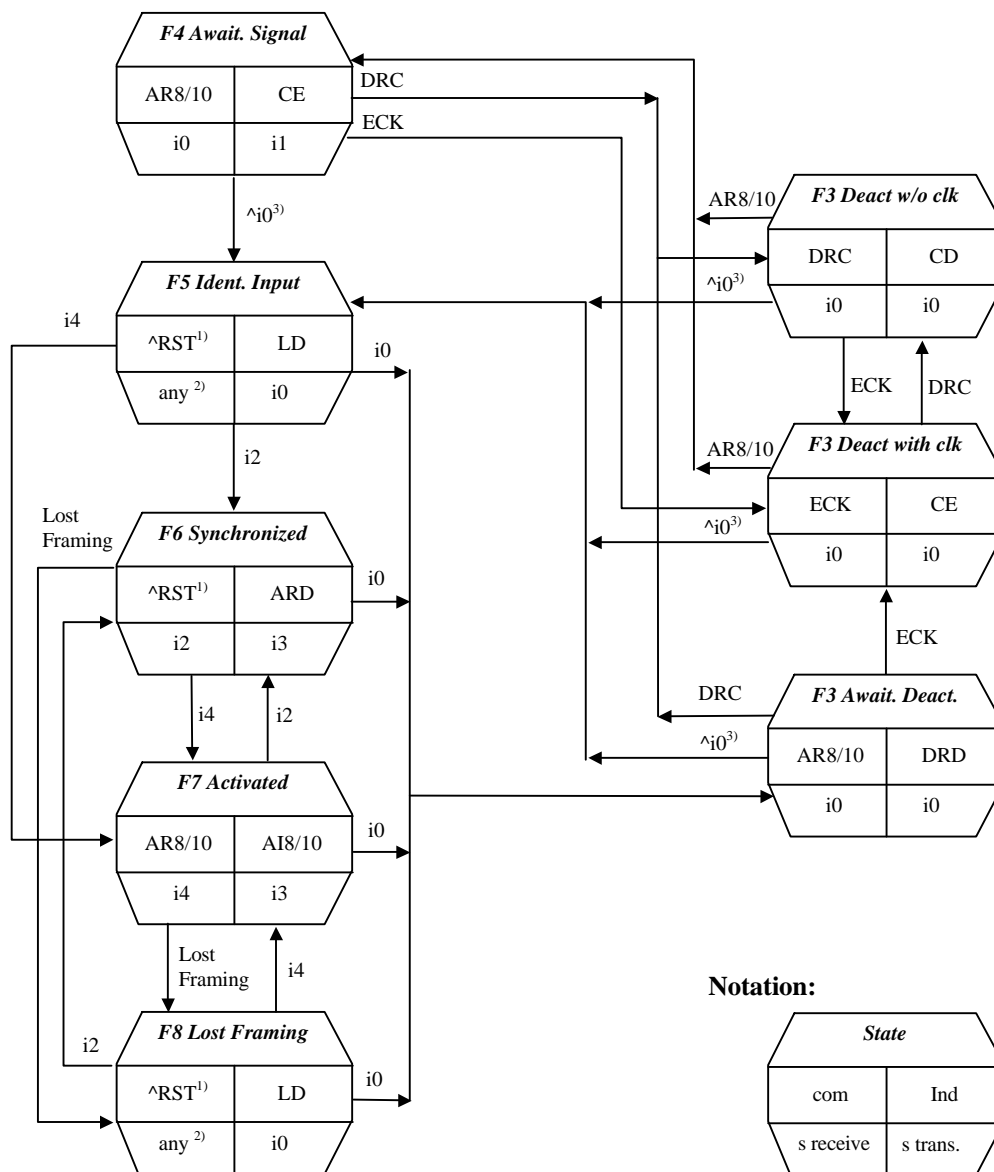 F4 Await. Signal
AR8/10 CE
i0 i1
DRC
ECK
^i03)
F5 Ident. Input
^RST1) LD
any 2) i0
i4
i0
i2
Lost
Framing
F6 Synchronized
^RST1) ARD
i2 i3
i0
i4
i2
F7 Activated
AR8/10 AI8/10
i4 i3
i0
Lost
Framing
i4
F8 Lost Framing
^RST1) LD
any 2) i0
i2
i0
AR8/10
F3 Deact w/o clk
DRC CD
i0 i0
^i03)
ECK
DRC
AR8/10
F3 Deact with clk
ECK CE
i0 i0
^i03)
ECK
DRC
F3 Await. Deact.
AR8/10 DRD
i0 i0
^i03)
Notation:
State
com Ind
s receive s trans.